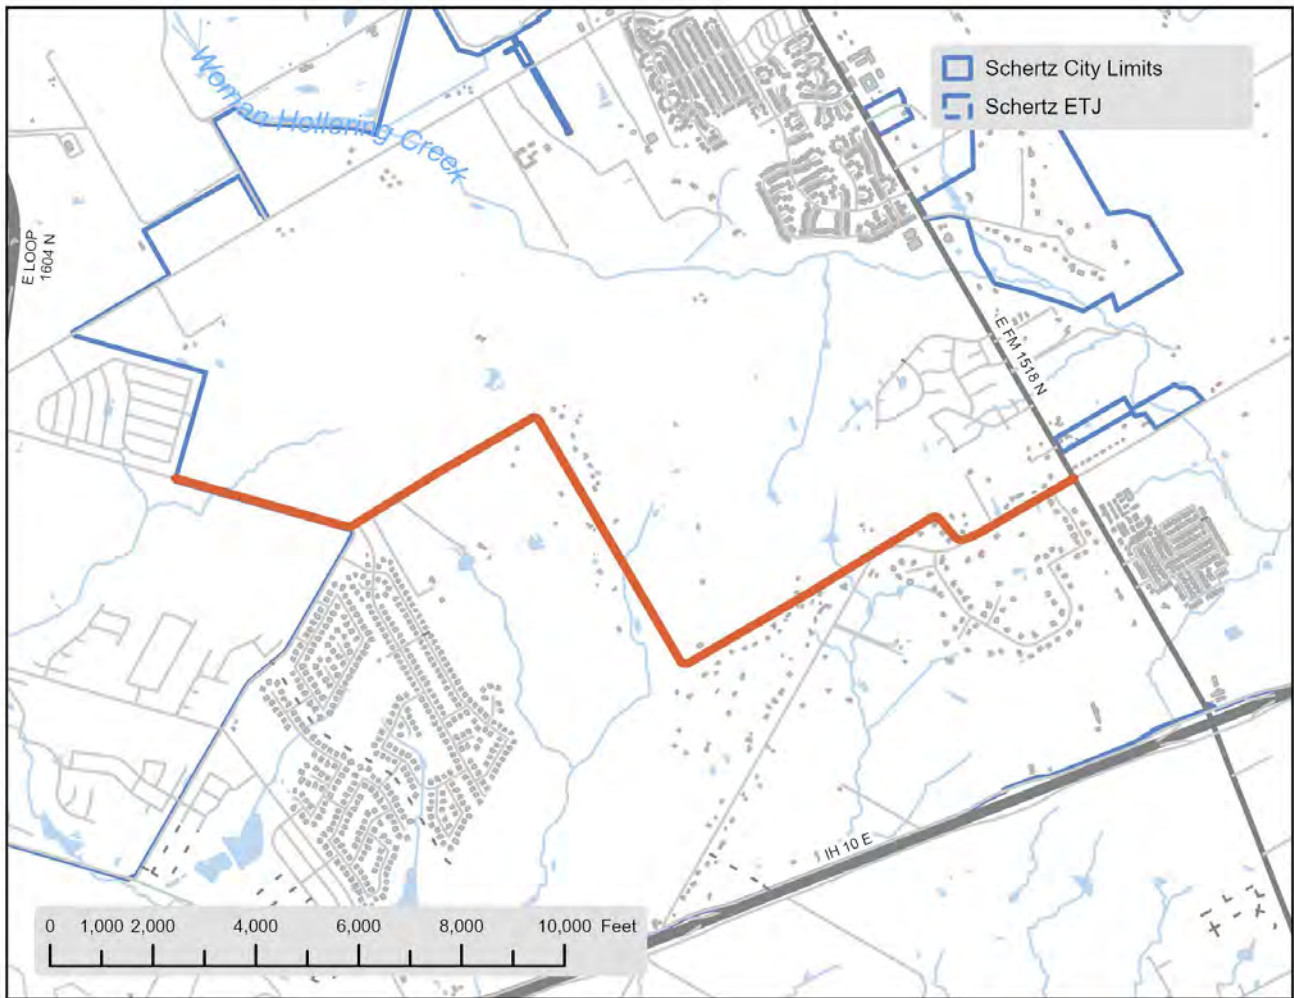 Woman Hollering Creek
Schertz City Limits
Schertz ETJ
E LOOP
1604 N
E FM 1518 N
IH 10 E
0 1,000 2,000 4,000 6,000 8,000 10,000 Feet